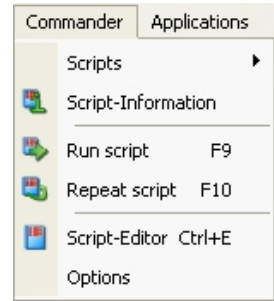 Commander Applications
Scripts
Script-Information
Run script F9
Repeat script F10
Script-Editor Ctrl+E
Options